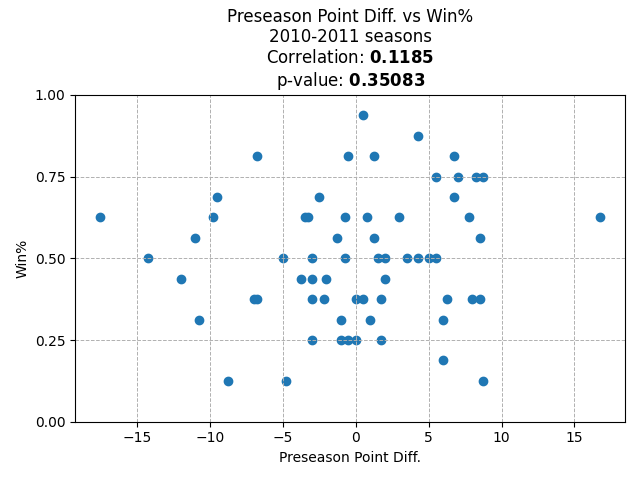 Preseason Point Diff. vs Win%
2010-2011 seasons
Correlation: 0.1185
p-value: 0.35083
1.00
0.75
0.50
0.25
0.00
Win%
−15
−10
−5
0
5
10
15
Preseason Point Diff.